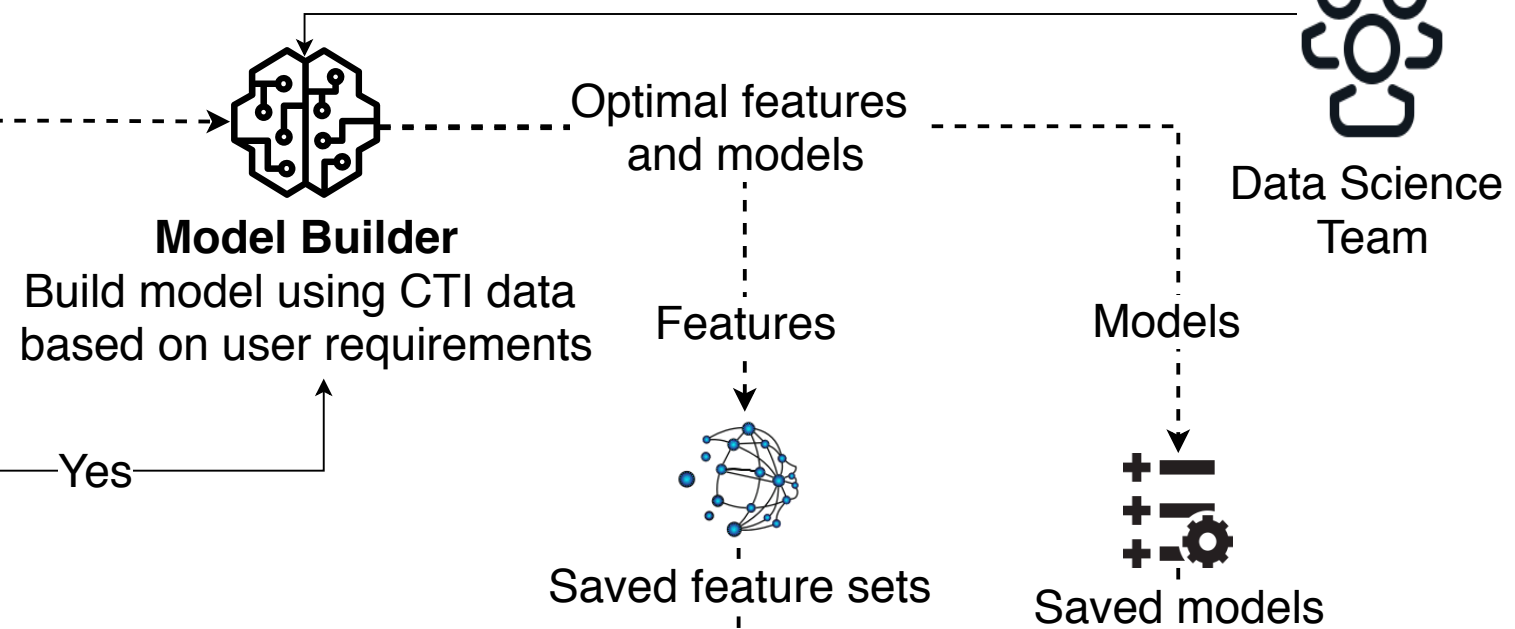 Optimal features
and models
Data Science
Team
Model Builder
Build model using CTI data
based on user requirements
Features
Models
Yes
Saved feature sets
Saved models